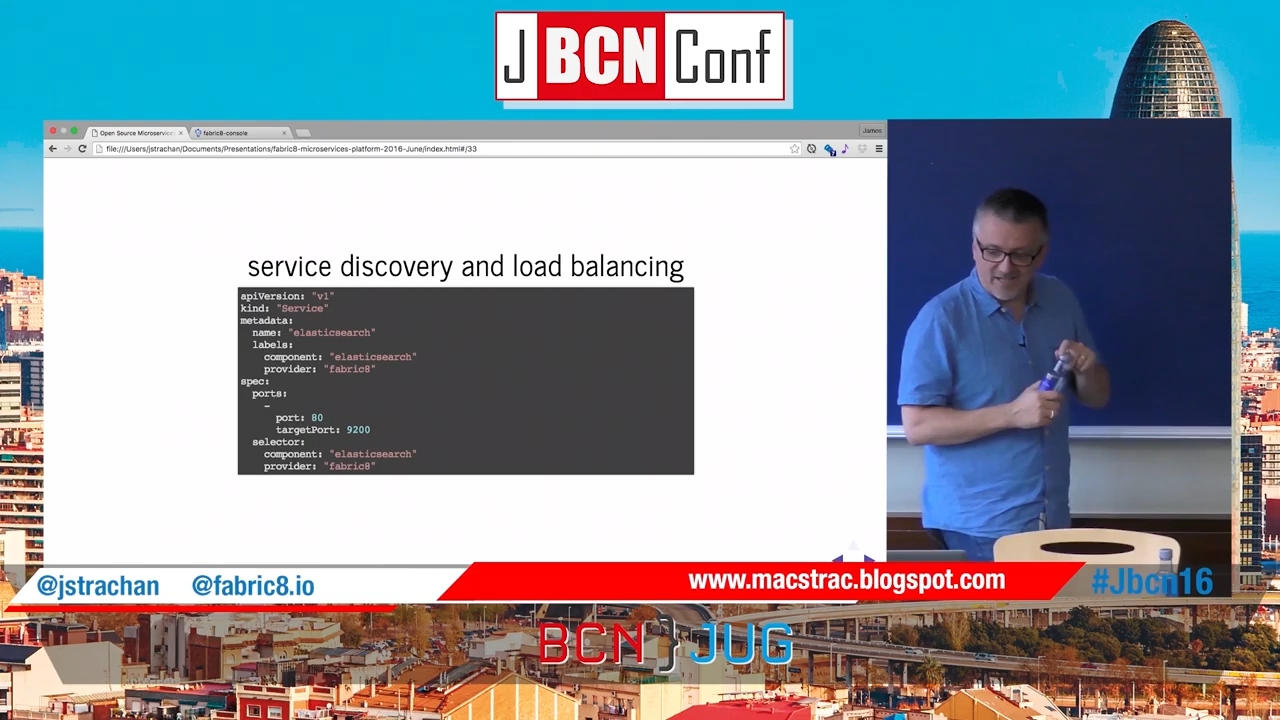 J BCN Conf
Open Source Microservic
fabric8-console
James
file:///Users/jstrachan/Documents/Presentations/fabric8-microservices-platform-2016-June/index.html#/33
service discovery and load balancing
apiVersion: "v1"
kind: "Service"
metadata:
  name: "elasticsearch"
  labels:
    component: "elasticsearch"
    provider: "fabric8"
spec:
  ports:
    -
      port: 80
      targetPort: 9200
  selector:
    component: "elasticsearch"
    provider: "fabric8"
@jstrachan @fabric8.io
www.macstrac.blogspot.com
#Jbcn16
BCN}JUG